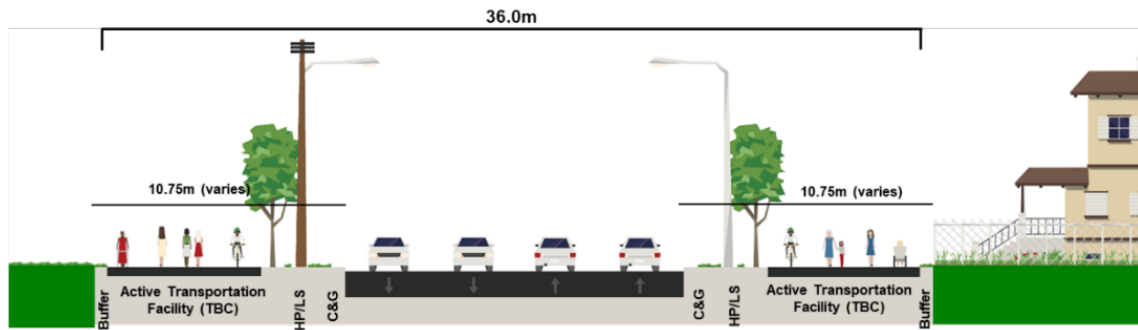 36.0m
10.75m (varies)
10.75m (varies)
Buffer
Active Transportation
Facility (TBC)
HP/LS
C&G
C&G
HP/LS
Active Transportation
Facility (TBC)
Buffer